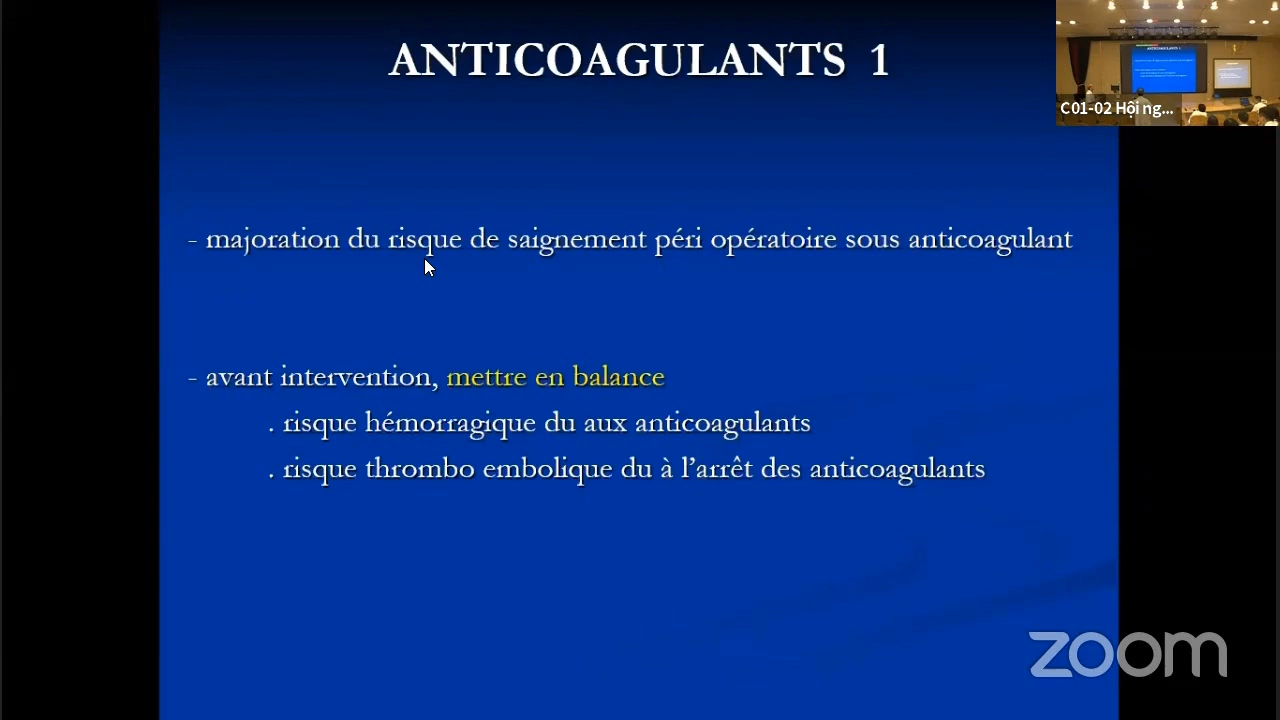 ANTICOAGULANTS 1
C01-02 Hội ng...
- majoration du risque de saignement péri opératoire sous anticoagulant
- avant intervention, mettre en balance
. risque hémorragique du aux anticoagulants
. risque thrombo embolique du à l’arrêt des anticoagulants
zoom